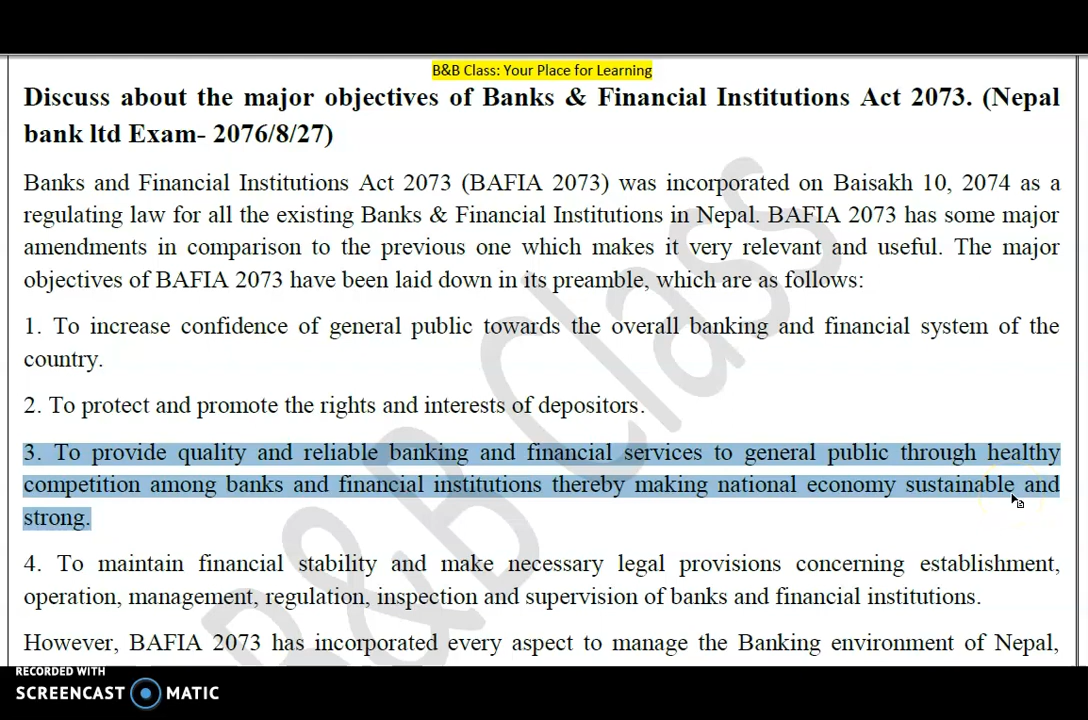 B&B Class: Your Place for Learning
Discuss about the major objectives of Banks & Financial Institutions Act 2073. (Nepal
bank ltd Exam- 2076/8/27)
Banks and Financial Institutions Act 2073 (BAFIA 2073) was incorporated on Baisakh 10, 2074 as a
regulating law for all the existing Banks & Financial Institutions in Nepal. BAFIA 2073 has some major
amendments in comparison to the previous one which makes it very relevant and useful. The major
objectives of BAFIA 2073 have been laid down in its preamble, which are as follows:
1. To increase confidence of general public towards the overall banking and financial system of the
country.
2. To protect and promote the rights and interests of depositors.
3. To provide quality and reliable banking and financial services to general public through healthy
competition among banks and financial institutions thereby making national economy sustainable and
strong.
4. To maintain financial stability and make necessary legal provisions concerning establishment,
operation, management, regulation, inspection and supervision of banks and financial institutions.
However, BAFIA 2073 has incorporated every aspect to manage the Banking environment of Nepal,
B&B Class
RECORDED WITH
SCREENCAST MATIC